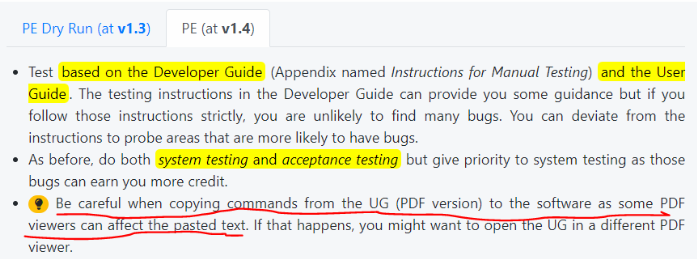 PE Dry Run (at v1.3) PE (at v1.4)
• Test based on the Developer Guide (Appendix named Instructions for Manual Testing) and the User
Guide. The testing instructions in the Developer Guide can provide you some guidance but if you
follow those instructions strictly, you are unlikely to find many bugs. You can deviate from the
instructions to probe areas that are more likely to have bugs.
• As before, do both system testing and acceptance testing but give priority to system testing as those
bugs can earn you more credit.
• Be careful when copying commands from the UG (PDF version) to the software as some PDF
viewers can affect the pasted text. If that happens, you might want to open the UG in a different PDF
viewer.